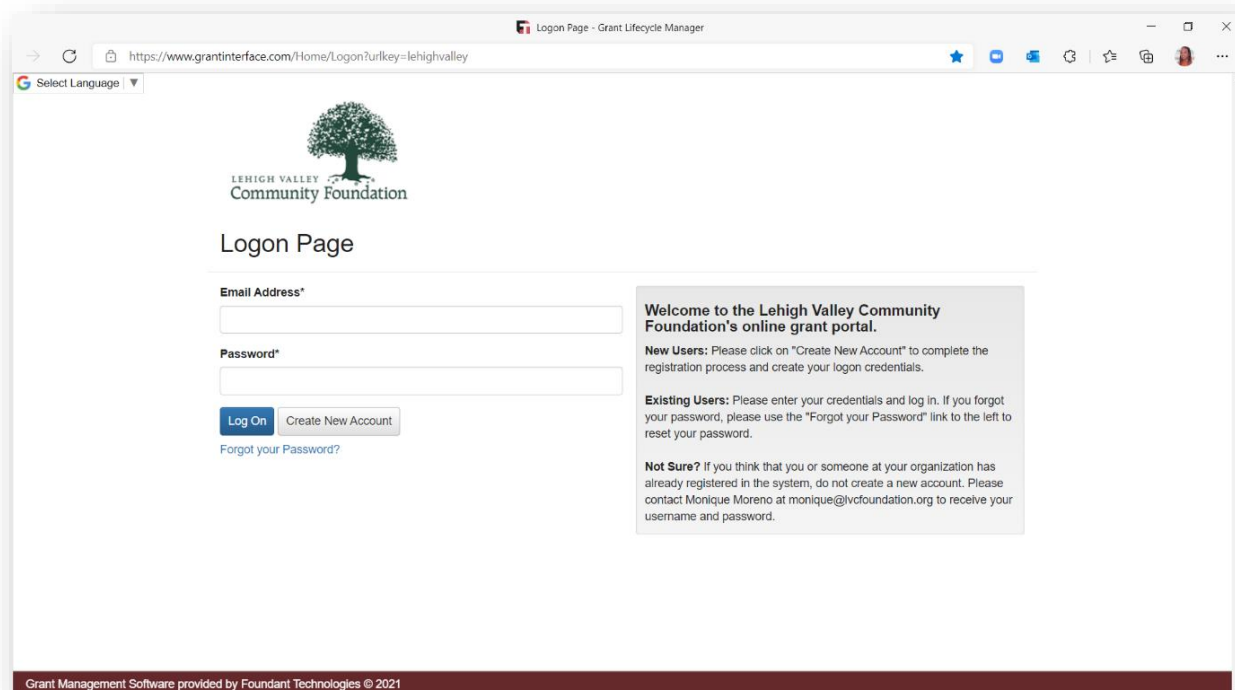 Logon Page - Grant Lifecycle Manager
https://www.grantinterface.com/Home/Logon?urlkey=lehighvalley
Select Language ▼
LEHIGH VALLEY
Community Foundation
Logon Page
Email Address*
Password*
Log On
Create New Account
Forgot your Password?
Welcome to the Lehigh Valley Community
Foundation's online grant portal.
New Users: Please click on "Create New Account" to complete the
registration process and create your logon credentials.
Existing Users: Please enter your credentials and log in. If you forgot
your password, please use the "Forgot your Password" link to the left to
reset your password.
Not Sure? If you think that you or someone at your organization has
already registered in the system, do not create a new account. Please
contact Monique Moreno at monique@lvcfoundation.org to receive your
username and password.
Grant Management Software provided by Foundant Technologies © 2021